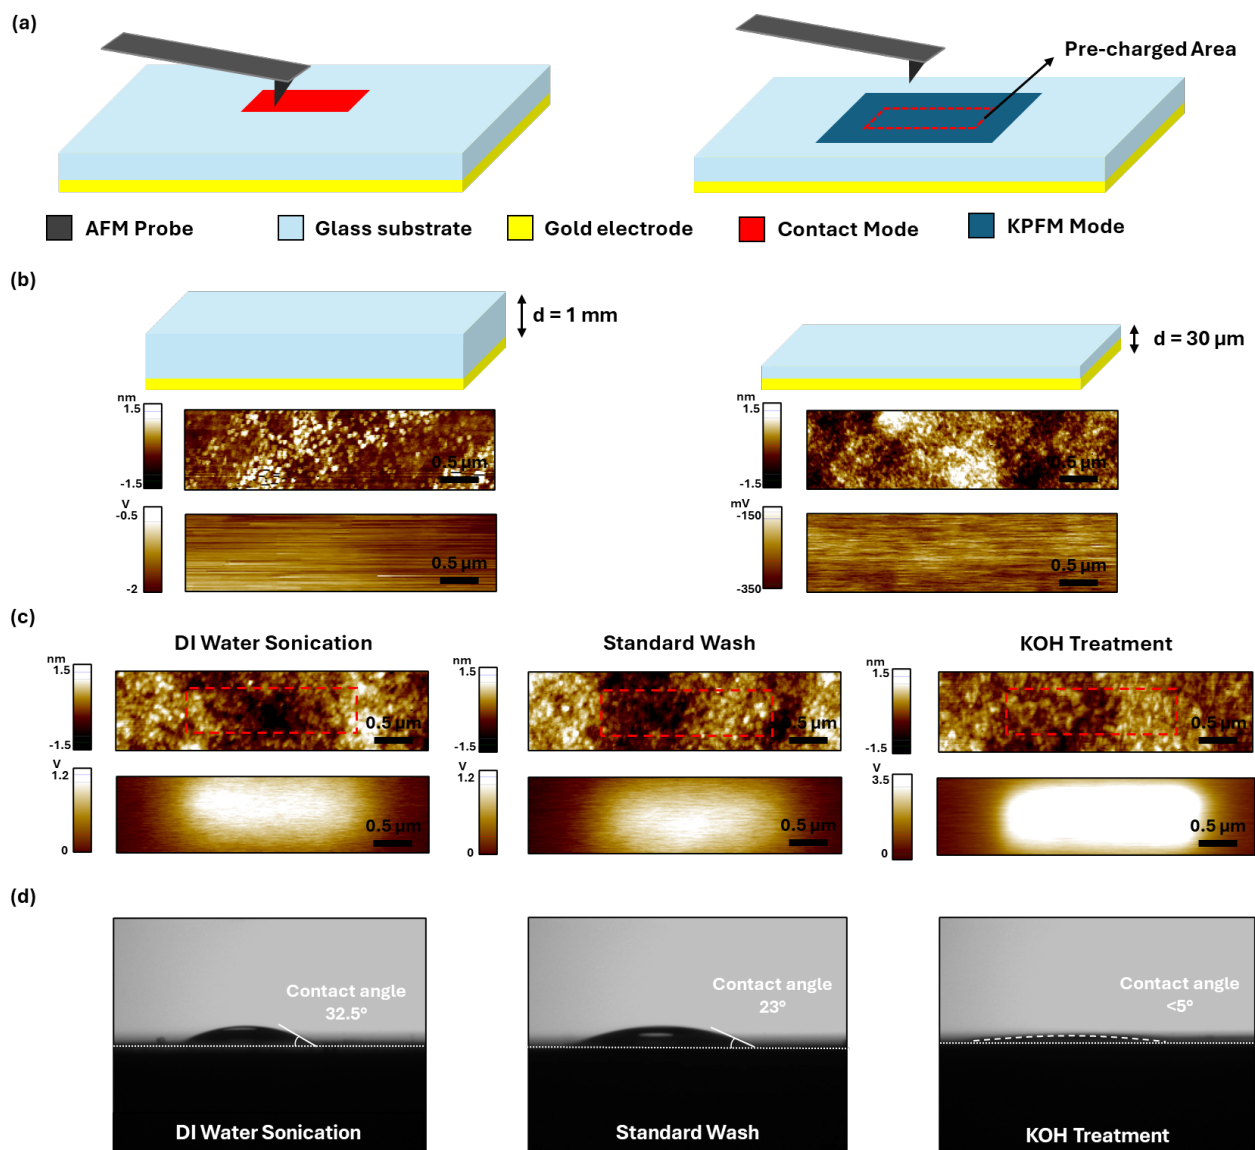 (a)
Pre-charged Area
AFM Probe
Glass substrate
Gold electrode
Contact Mode
KPFM Mode
(b)
d = 1 mm
d = 30 µm
nm
1.5
-1.5
0.5 µm
nm
1.5
-1.5
0.5 µm
V
-0.5
-2
0.5 µm
mV
-150
-350
0.5 µm
(c)
DI Water Sonication
Standard Wash
KOH Treatment
nm
1.5
-1.5
0.5 µm
nm
1.5
-1.5
0.5 µm
nm
1.5
-1.5
0.5 µm
V
1.2
0
0.5 µm
V
1.2
0
0.5 µm
V
3.5
0
0.5 µm
(d)
Contact angle
32.5°
DI Water Sonication
Contact angle
23°
Standard Wash
Contact angle
<5°
KOH Treatment